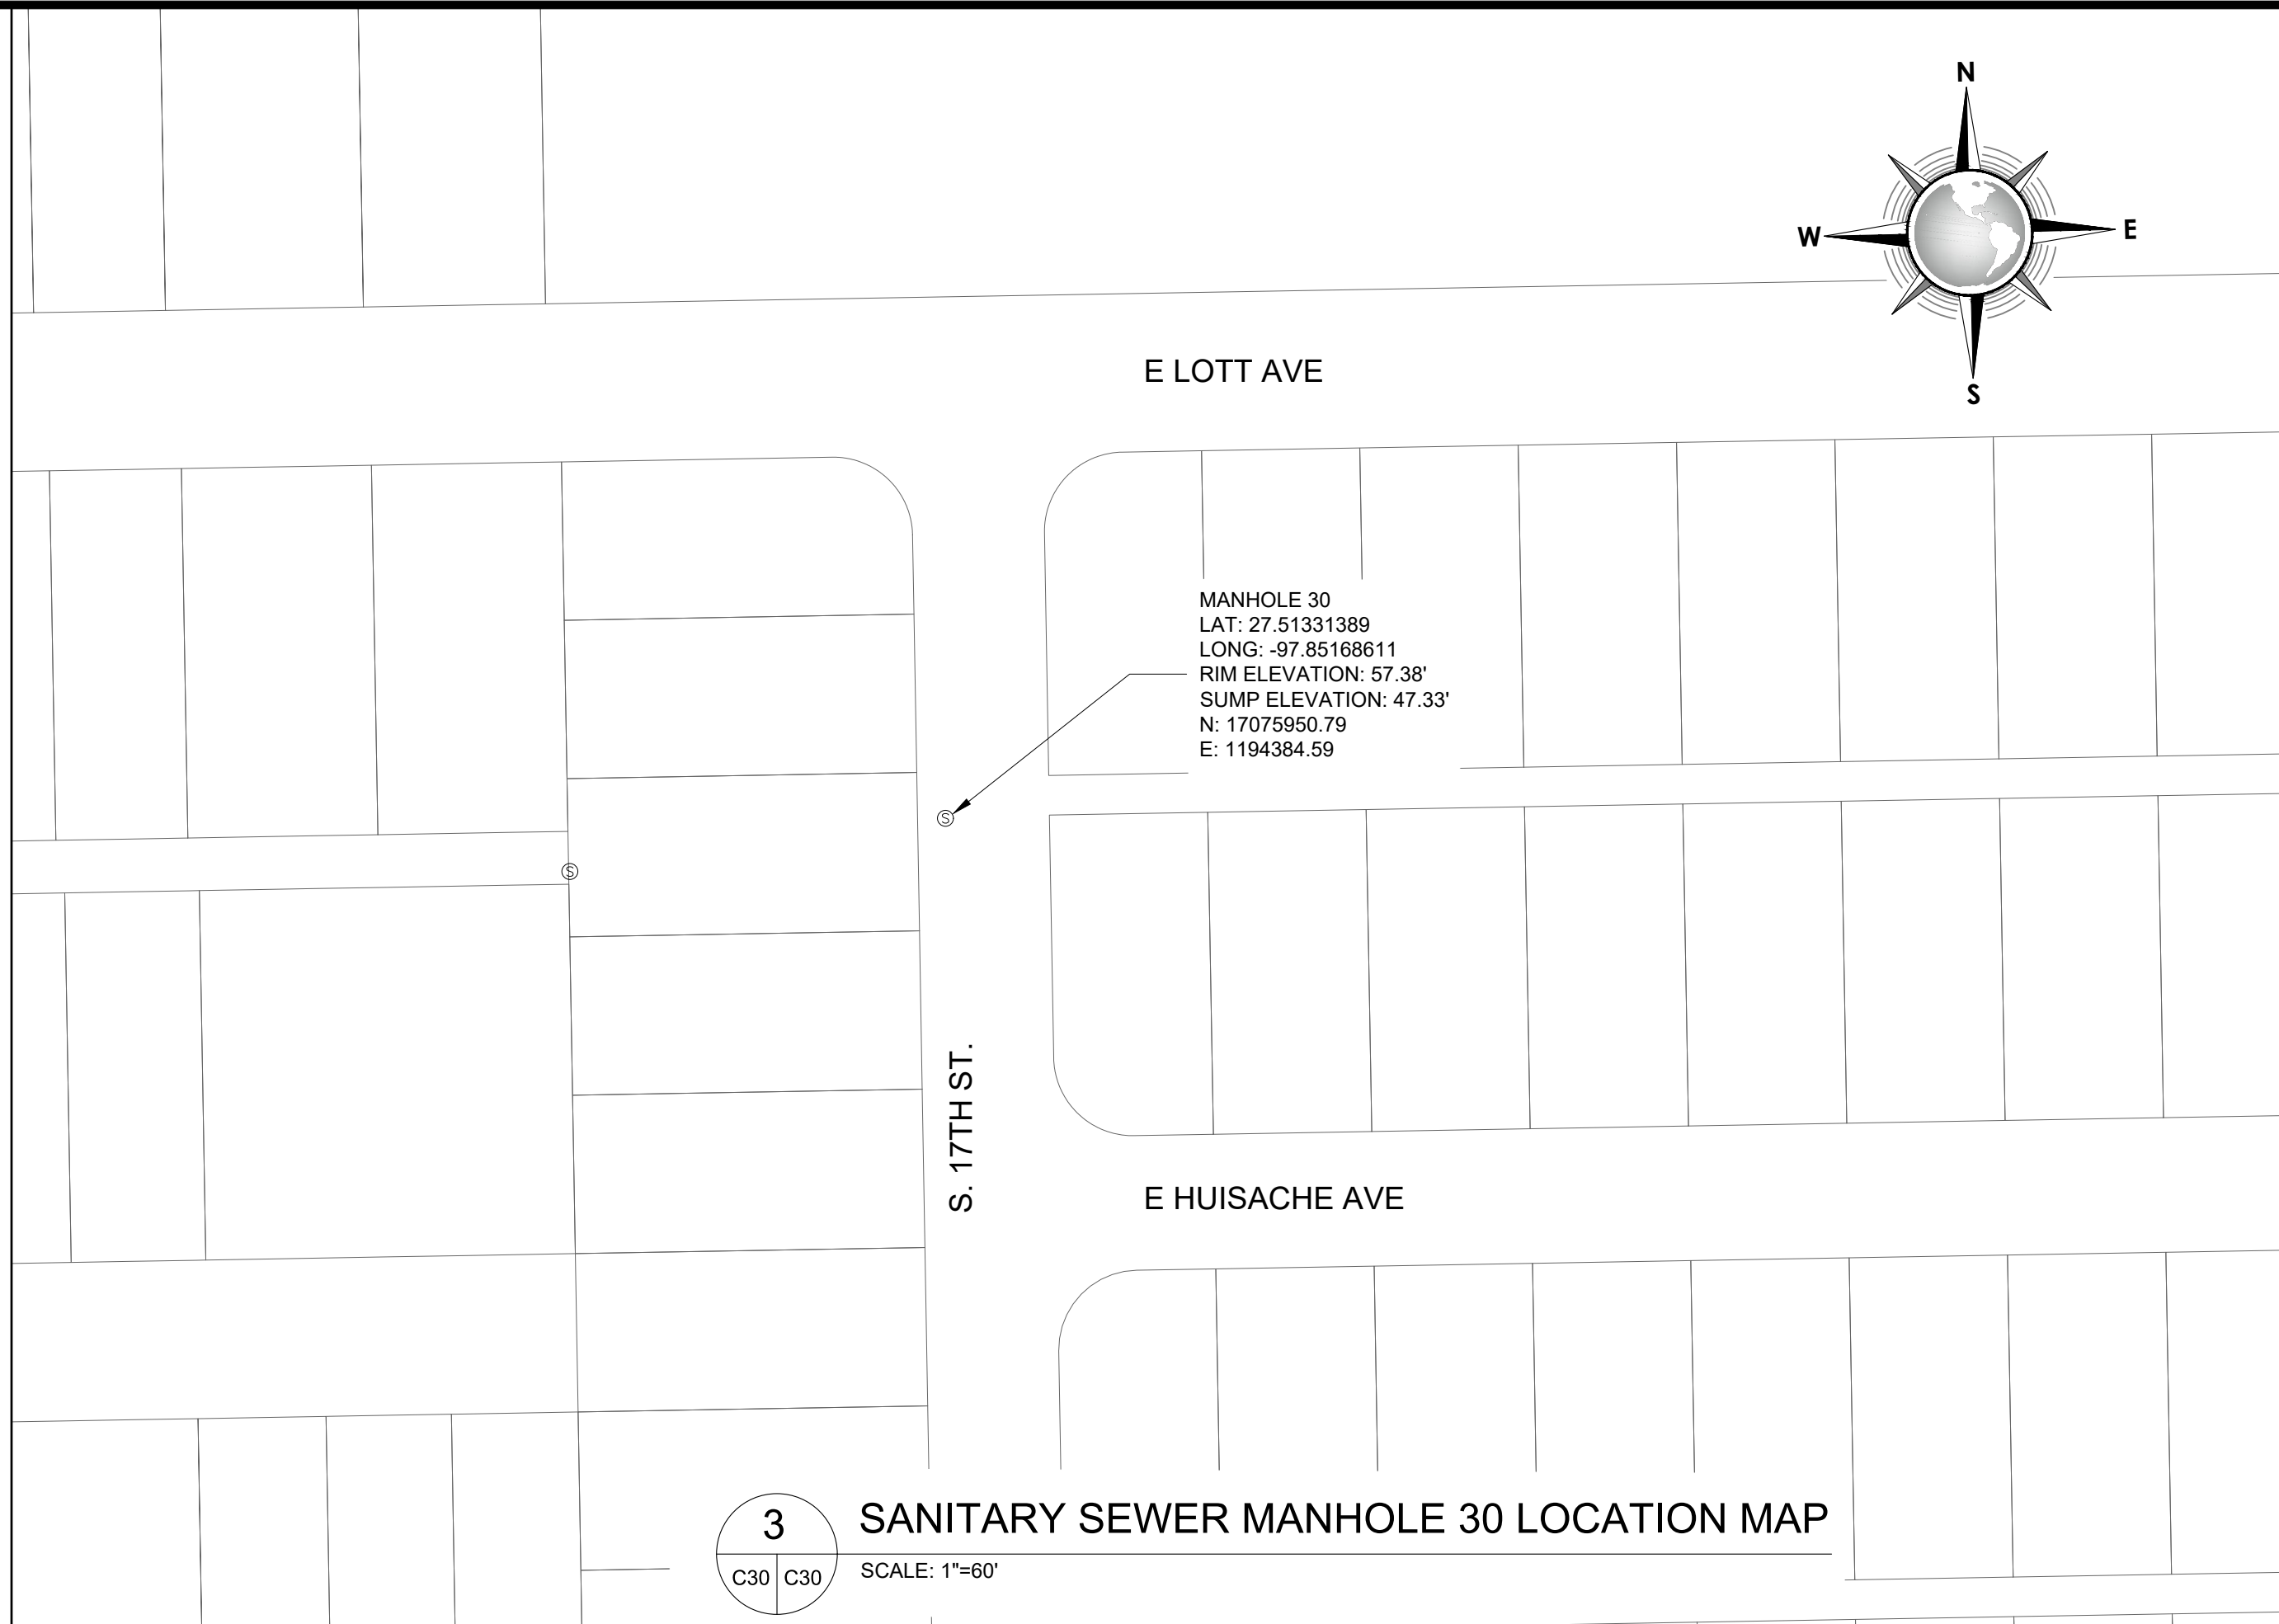 N
W
E
S
E LOTT AVE
MANHOLE 30
LAT: 27.51331389
LONG: -97.85168611
RIM ELEVATION: 57.38'
SUMP ELEVATION: 47.33'
N: 17075950.79
E: 1194384.59
S
S
S. 17TH ST.
E HUISACHE AVE
3
C30 C30
SANITARY SEWER MANHOLE 30 LOCATION MAP
SCALE: 1"=60'